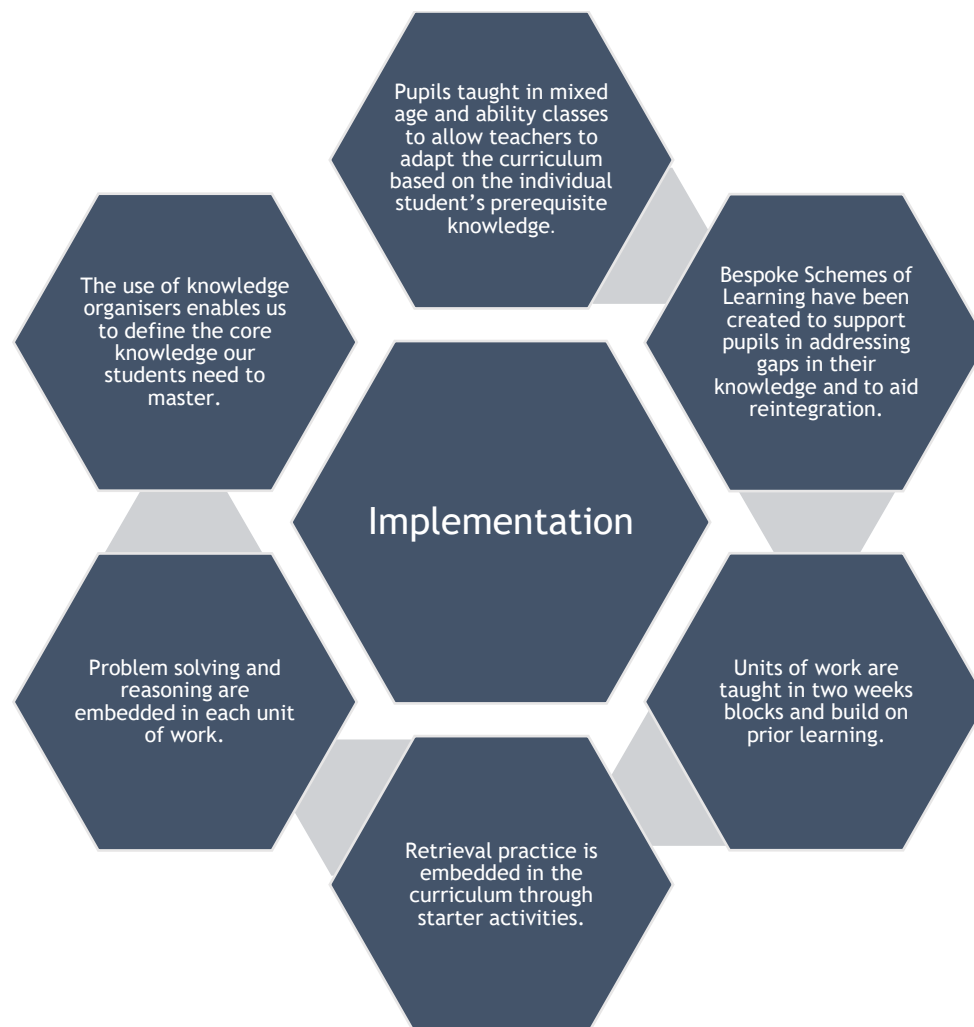 Pupils taught in mixed
age and ability classes
to allow teachers to
adapt the curriculum
based on the individual
student’s prerequisite
knowledge.
Bespoke Schemes of
Learning have been
created to support
pupils in addressing
gaps in their
knowledge and to aid
reintegration.
Units of work are
taught in two weeks
blocks and build on
prior learning.
Retrieval practice is
embedded in the
curriculum through
starter activities.
Problem solving and
reasoning are
embedded in each unit
of work.
The use of knowledge
organisers enables us
to define the core
knowledge our
students need to
master.
Implementation